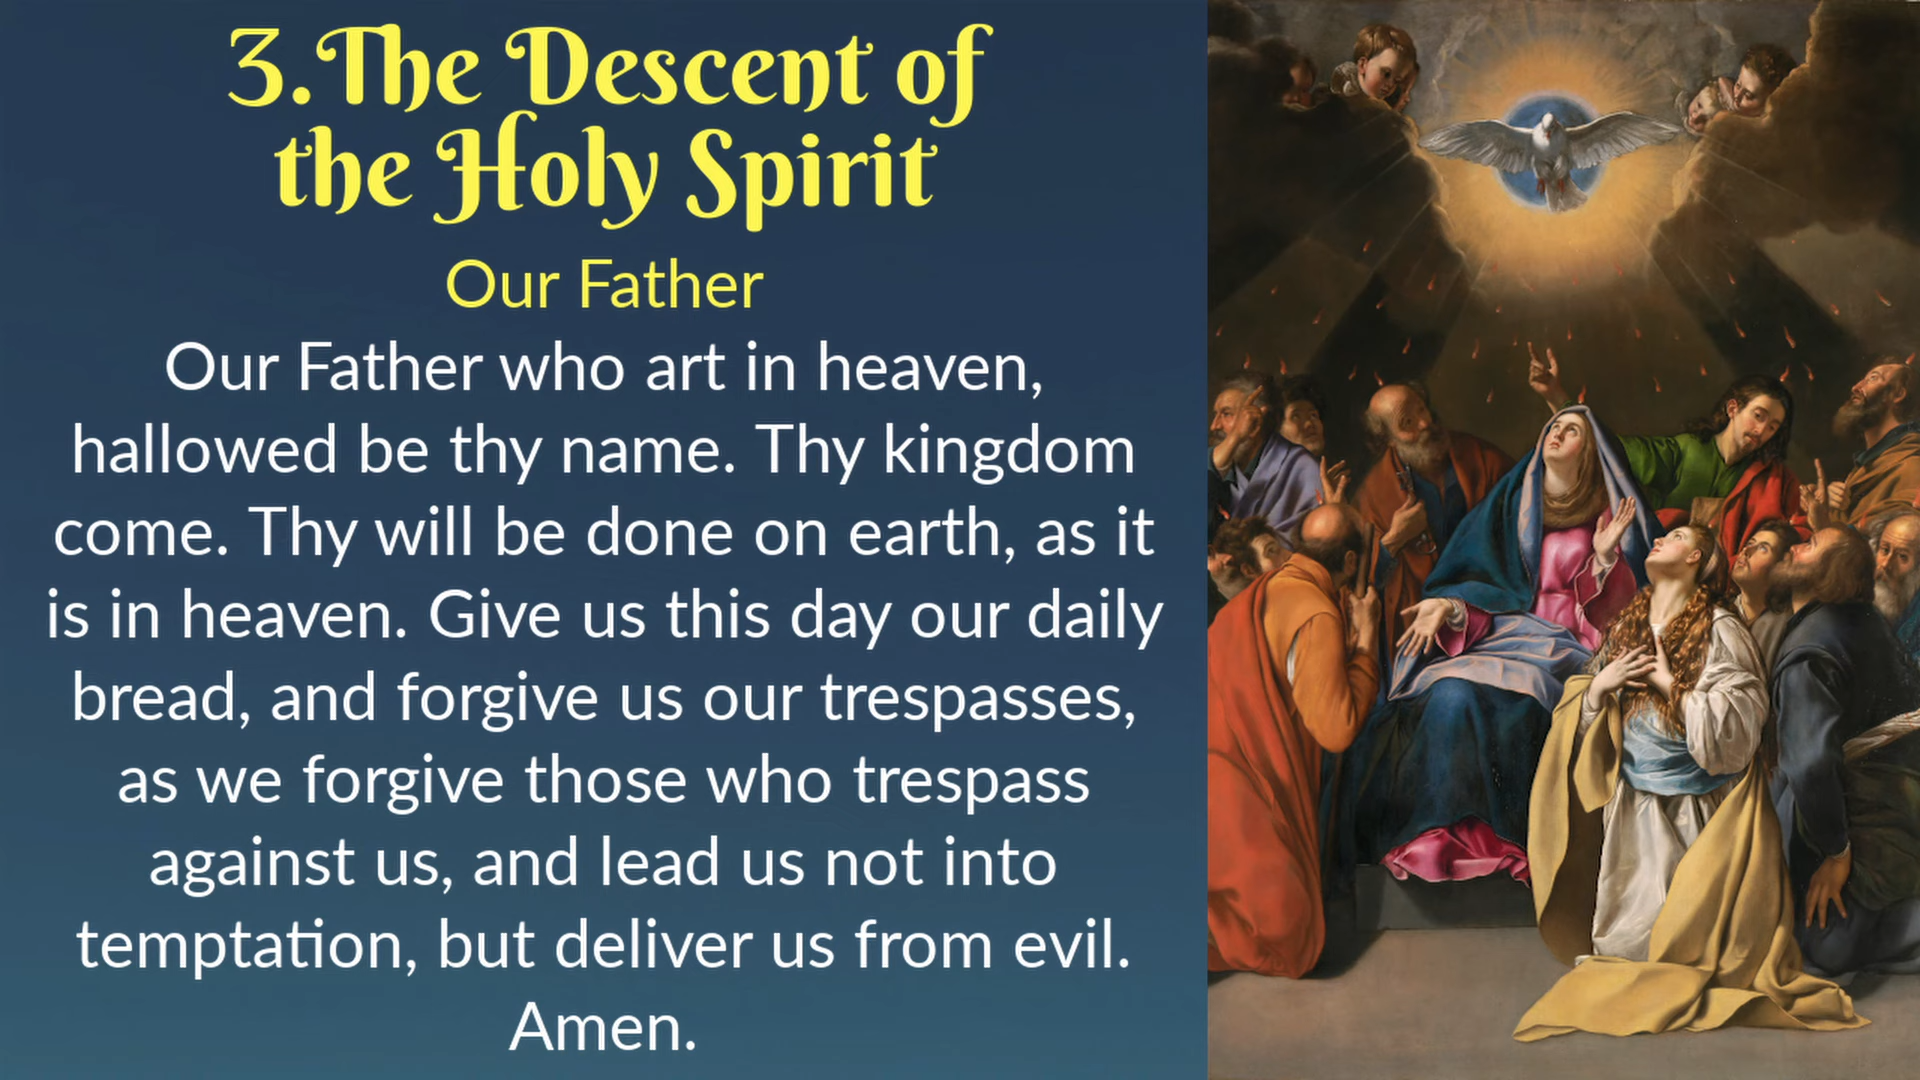 3.The Descent of
the Holy Spirit
Our Father
Our Father who art in heaven,
hallowed be thy name. Thy kingdom
come. Thy will be done on earth, as it
is in heaven. Give us this day our daily
bread, and forgive us our trespasses,
as we forgive those who trespass
against us, and lead us not into
temptation, but deliver us from evil.
Amen.